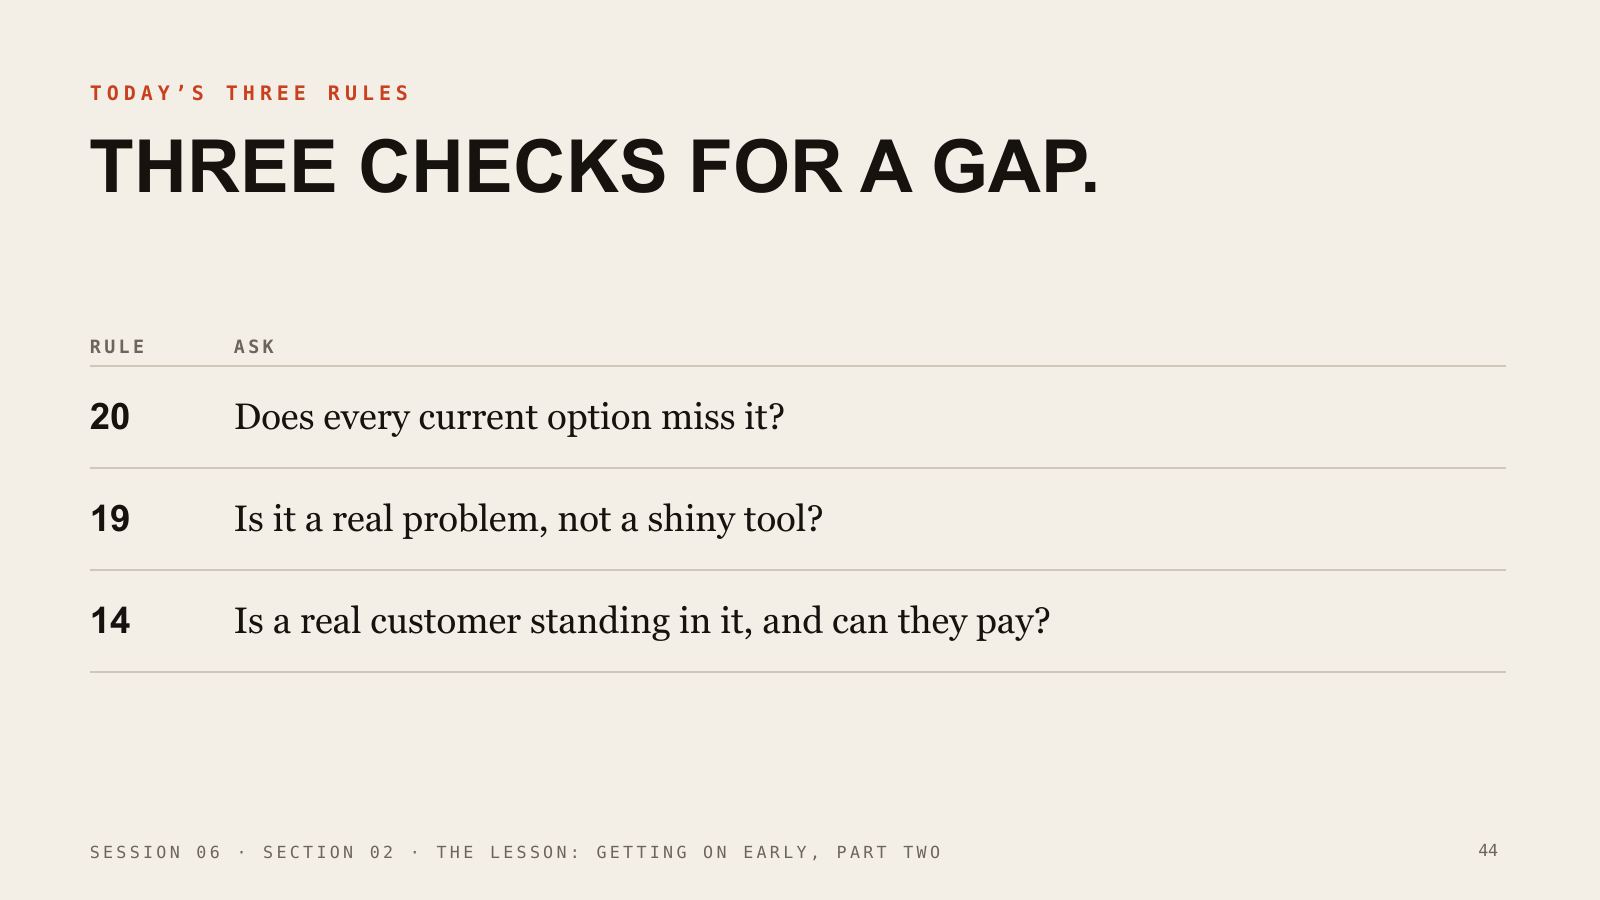 TODAY’S THREE RULES
THREE CHECKS FOR A GAP.
RULE ASK
20 Does every current option miss it?
19 Is it a real problem, not a shiny tool?
14 Is a real customer standing in it, and can they pay?
SESSION 06 · SECTION 02 · THE LESSON: GETTING ON EARLY, PART TWO 44